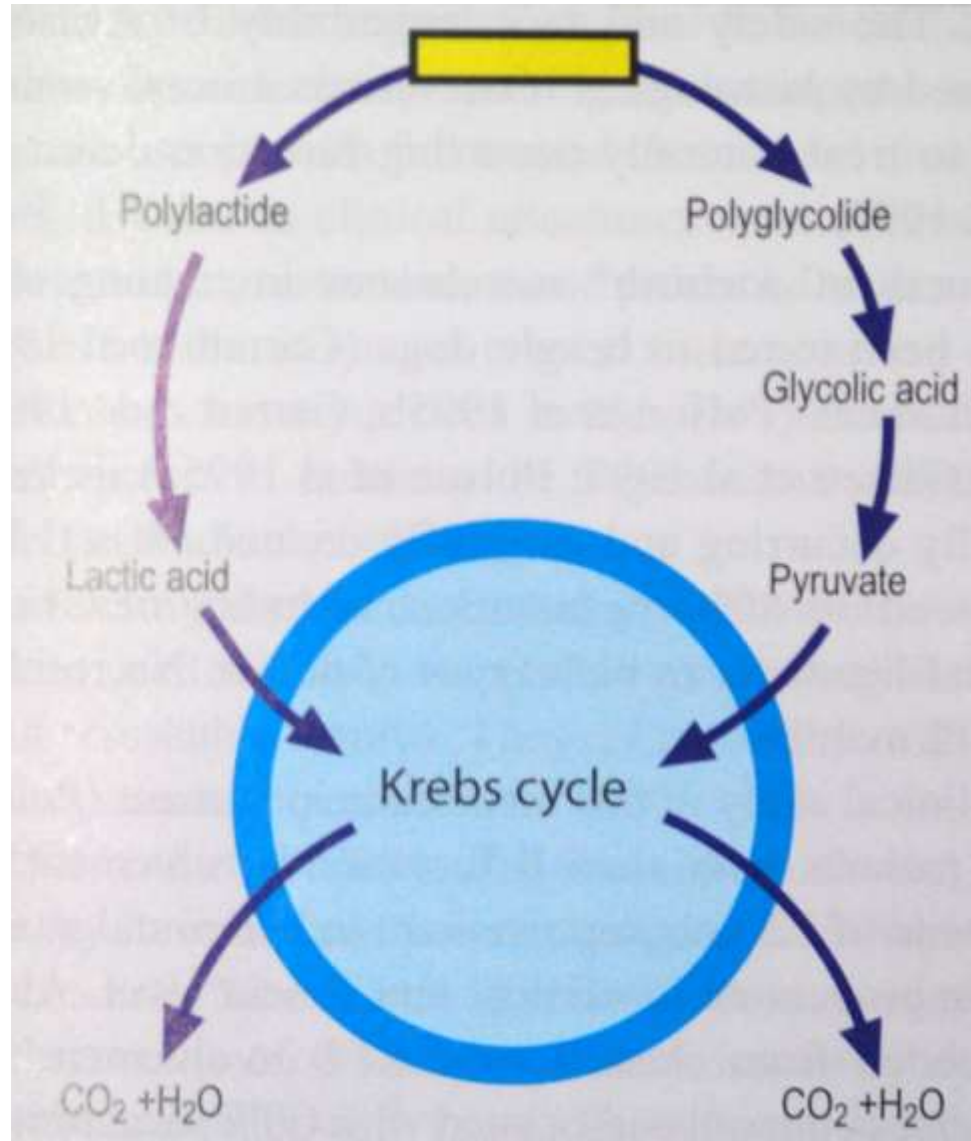 Polylactide
Polyglycolide
Glycolic acid
Lactic acid
Pyruvate
Krebs cycle
CO₂ +H₂O
CO₂ +H₂O